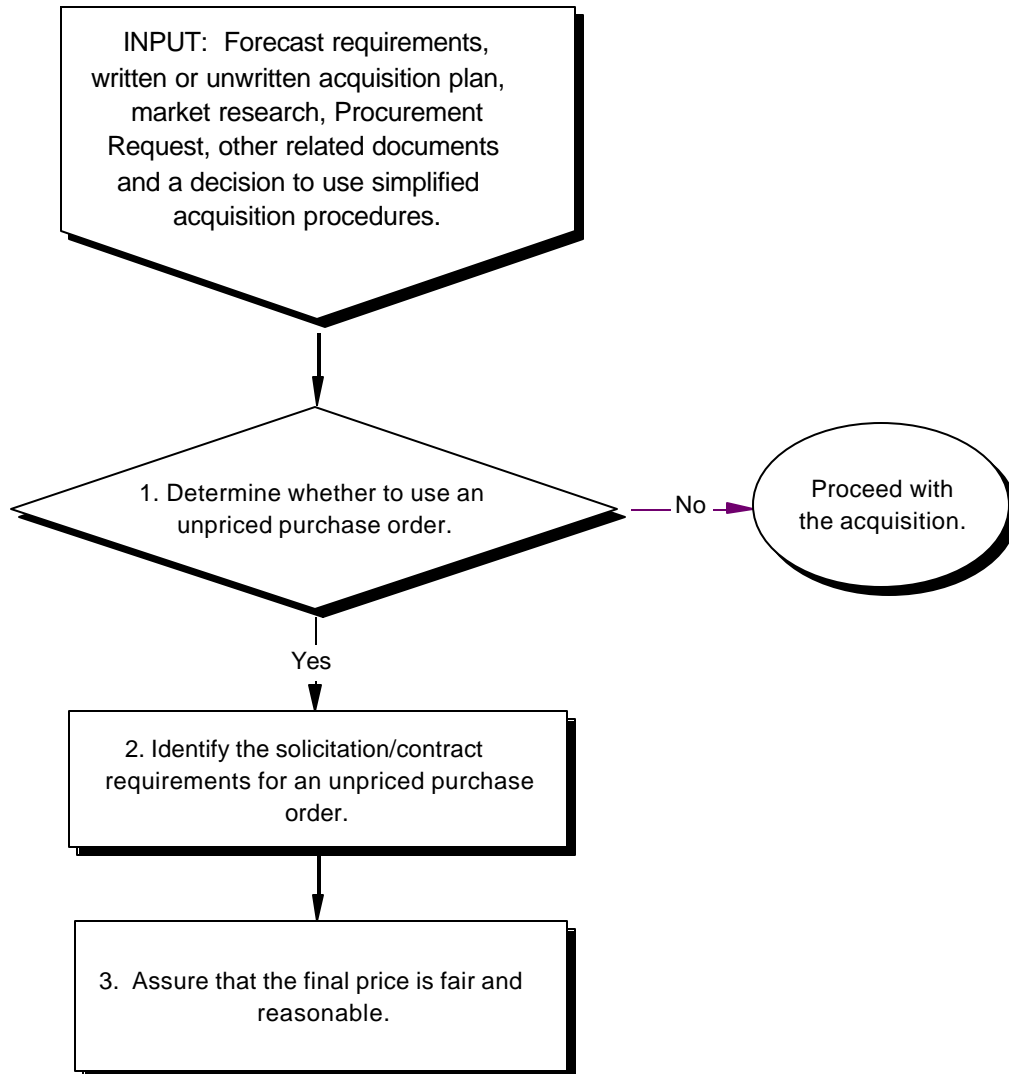 INPUT:  Forecast requirements,
written or unwritten acquisition plan,
market research, Procurement
Request, other related documents
and a decision to use simplified
acquisition procedures.
1. Determine whether to use an
unpriced purchase order.
No
Proceed with
the acquisition.
Yes
2. Identify the solicitation/contract
requirements for an unpriced purchase
order.
3.  Assure that the final price is fair and
reasonable.